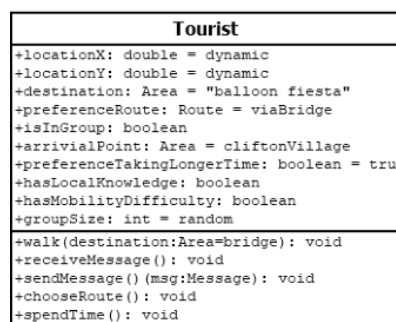 Tourist
+locationX: double = dynamic
+locationY: double = dynamic
+destination: Area = "balloon fiesta"
+preferenceRoute: Route = viaBridge
+isInGroup: boolean
+arrivialPoint: Area = cliftonVillage
+preferenceTakingLongerTime: boolean = tru
+hasLocalKnowledge: boolean
+hasMobilityDifficulty: boolean
+groupSize: int = random
+walk(destination:Area=bridge): void
+receiveMessage(): void
+sendMessage()(msg:Message): void
+chooseRoute(): void
+spendTime(): void